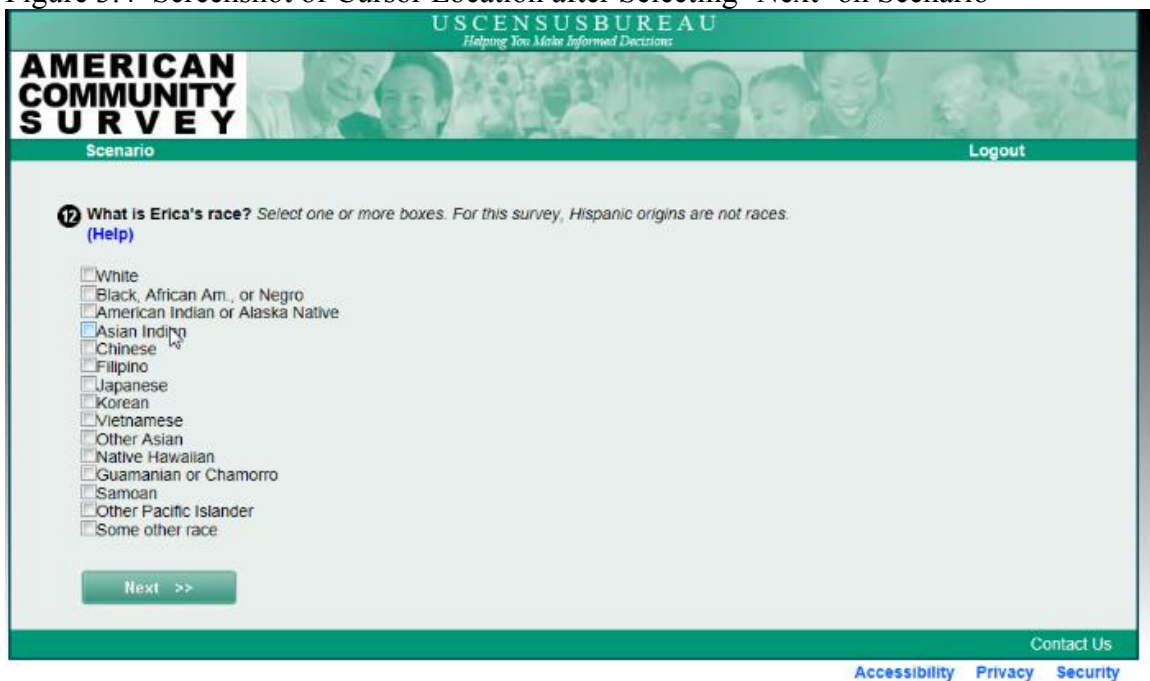 Figure 3.4 Screenshot of Cursor Location after Selecting "Next" on Scenario
USCENSUSBUREAU
Helping You Make Informed Decisions
AMERICAN
COMMUNITY
SURVEY
Scenario Logout
12 What is Erica's race? Select one or more boxes. For this survey, Hispanic origins are not races.
(Help)
White
Black, African Am., or Negro
American Indian or Alaska Native
Asian Indian
Chinese
Filipino
Japanese
Korean
Vietnamese
Other Asian
Native Hawaiian
Guamanian or Chamorro
Samoan
Other Pacific Islander
Some other race
Next >>
Contact Us
Accessibility Privacy Security